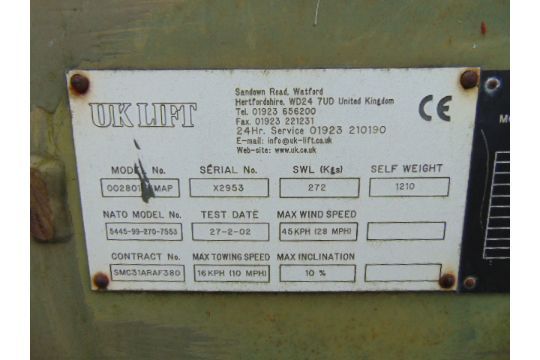 UK LIFT
Sandown Road, Watford
Hertfordshire, WD24 7UD United Kingdom
Tel. 01923 656200
Fax. 01923 221231
24Hr. Service 01923 210190
E-mail: info@uk-lift.co.uk
Web-site: www.uk.co.uk
CE
MODEL No. SERIAL No. SWL (Kgs) SELF WEIGHT
X2953 272 1210
NATO MODEL No. TEST DATE MAX WIND SPEED
5445-99-270-7553 27-2-02 45KPH (28 MPH)
CONTRACT No. MAX TOWING SPEED MAX INCLINATION
SMC31ARAF380 16KPH (10 MPH) 10 %